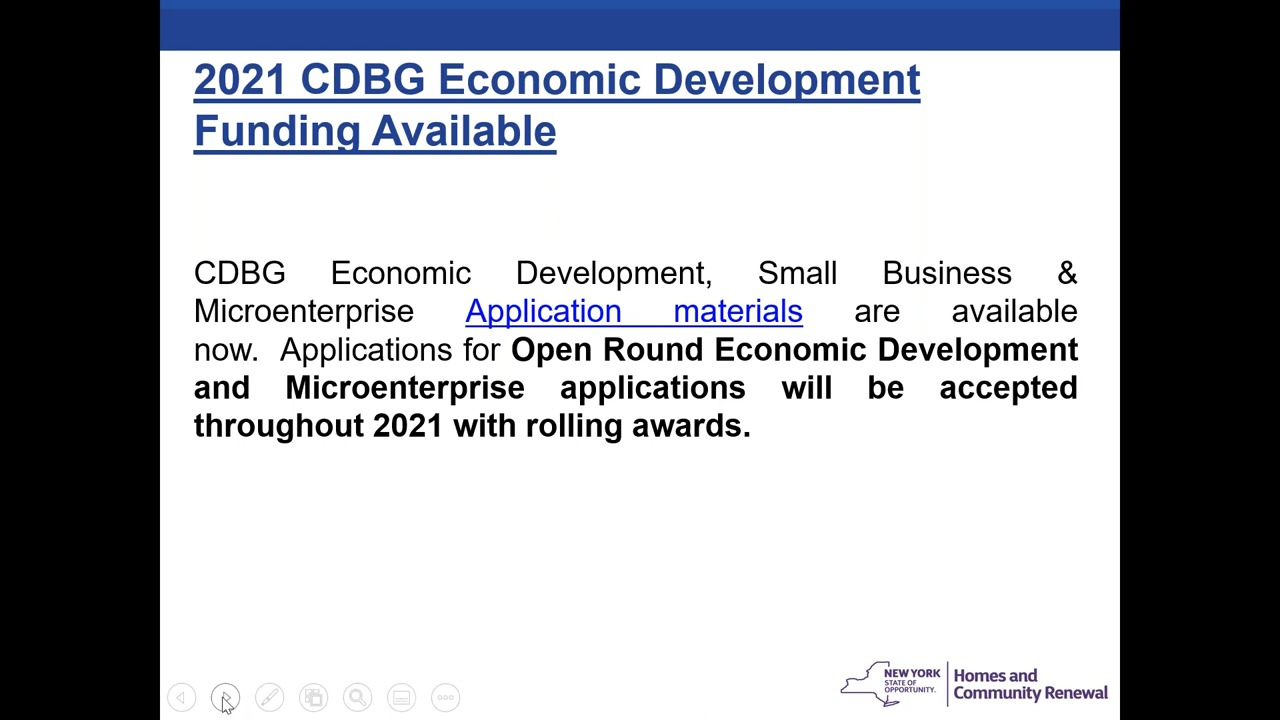 2021 CDBG Economic Development
Funding Available
CDBG Economic Development, Small Business &
Microenterprise Application materials are available
now. Applications for Open Round Economic Development
and Microenterprise applications will be accepted
throughout 2021 with rolling awards.
NEW YORK
STATE OF
OPPORTUNITY.
Homes and
Community Renewal